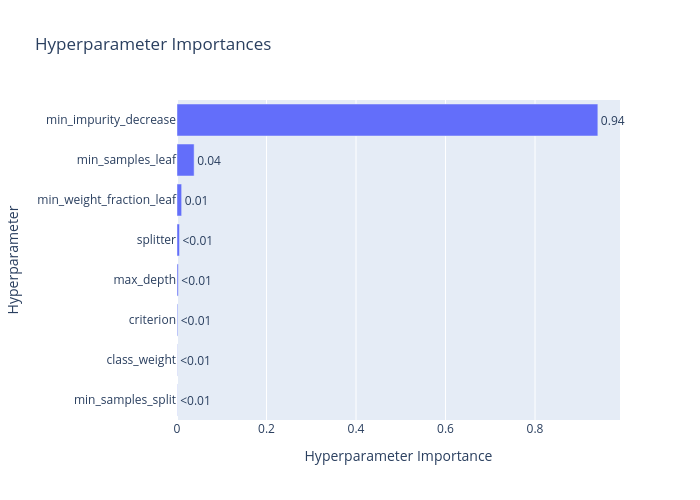 Hyperparameter Importances
Hyperparameter
min_impurity_decrease 0.94
min_samples_leaf 0.04
min_weight_fraction_leaf 0.01
splitter <0.01
max_depth <0.01
criterion <0.01
class_weight <0.01
min_samples_split <0.01
0 0.2 0.4 0.6 0.8
Hyperparameter Importance